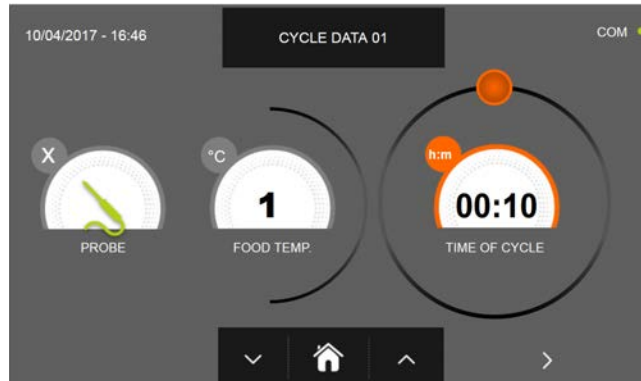 10/04/2017 - 16:46
CYCLE DATA 01
COM
X
°C
h:m
1
00:10
PROBE
FOOD TEMP.
TIME OF CYCLE